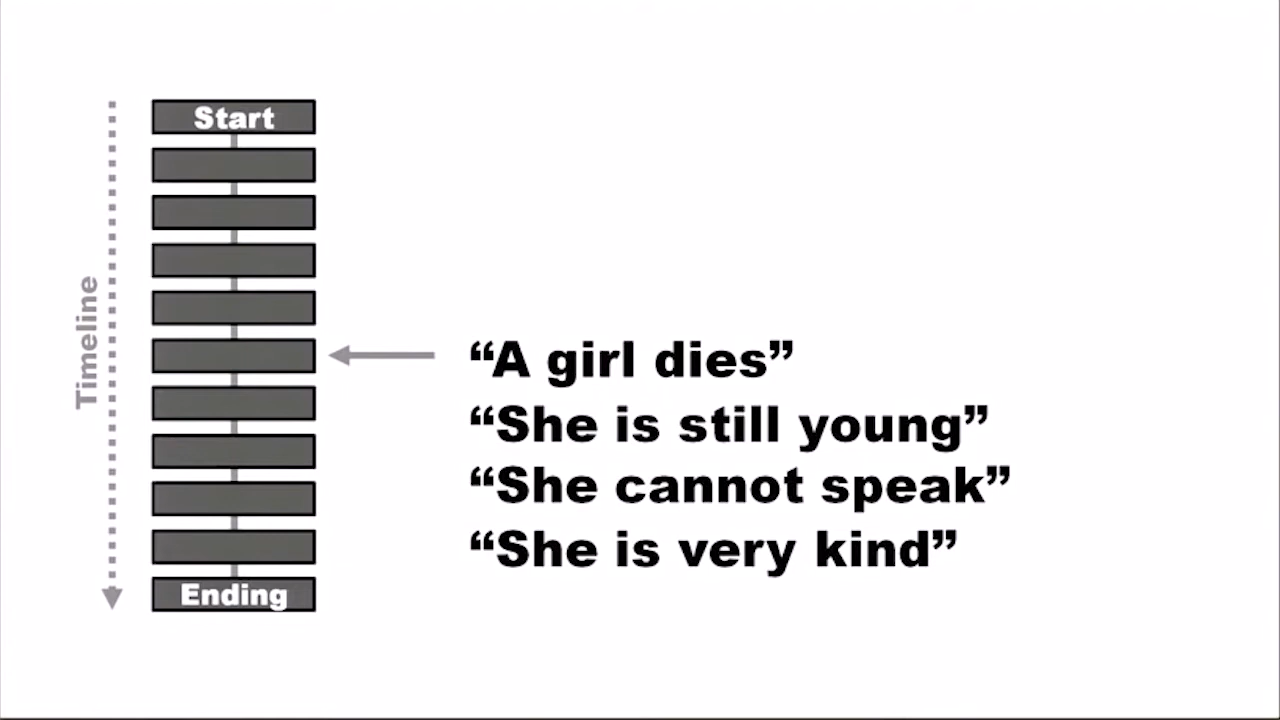 Timeline
Start
“A girl dies”
“She is still young”
“She cannot speak”
“She is very kind”
Ending